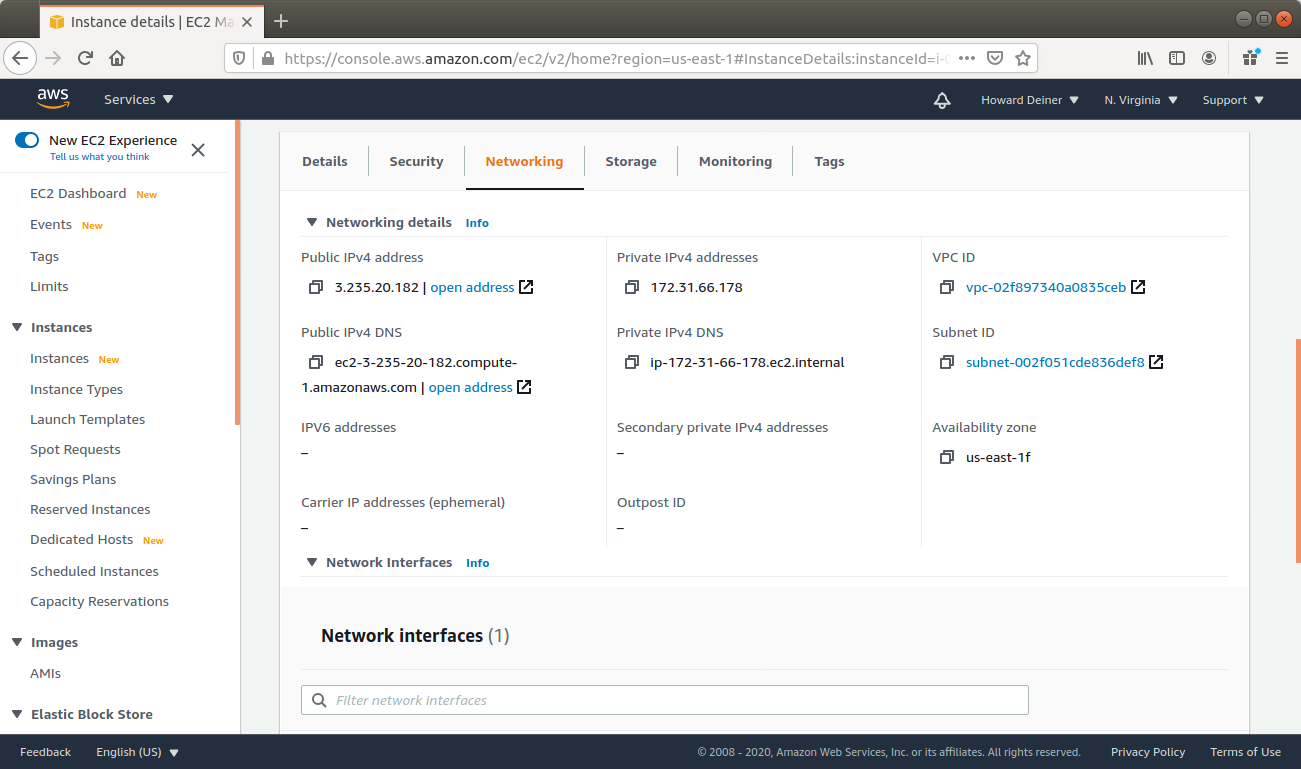 Instance details | EC2 Ma
https://console.aws.amazon.com/ec2/v2/home?region=us-east-1#InstanceDetails:instanceId=i-0
aws Services Howard Deiner N. Virginia Support
New EC2 Experience
Tell us what you think
EC2 Dashboard New
Events New
Tags
Limits
Instances
Instances New
Instance Types
Launch Templates
Spot Requests
Savings Plans
Reserved Instances
Dedicated Hosts New
Scheduled Instances
Capacity Reservations
Images
AMIs
Elastic Block Store
Details Security Networking Storage Monitoring Tags
Networking details Info
Public IPv4 address
3.235.20.182 | open address
Private IPv4 addresses
172.31.66.178
VPC ID
vpc-02f897340a0835ceb
Public IPv4 DNS
ec2-3-235-20-182.compute-
1.amazonaws.com | open address
Private IPv4 DNS
ip-172-31-66-178.ec2.internal
Subnet ID
subnet-002f051cde836def8
IPV6 addresses
–
Secondary private IPv4 addresses
–
Availability zone
us-east-1f
Carrier IP addresses (ephemeral)
–
Outpost ID
–
Network Interfaces Info
Network interfaces (1)
Filter network interfaces
Feedback English (US) © 2008 - 2020, Amazon Web Services, Inc. or its affiliates. All rights reserved. Privacy Policy Terms of Use